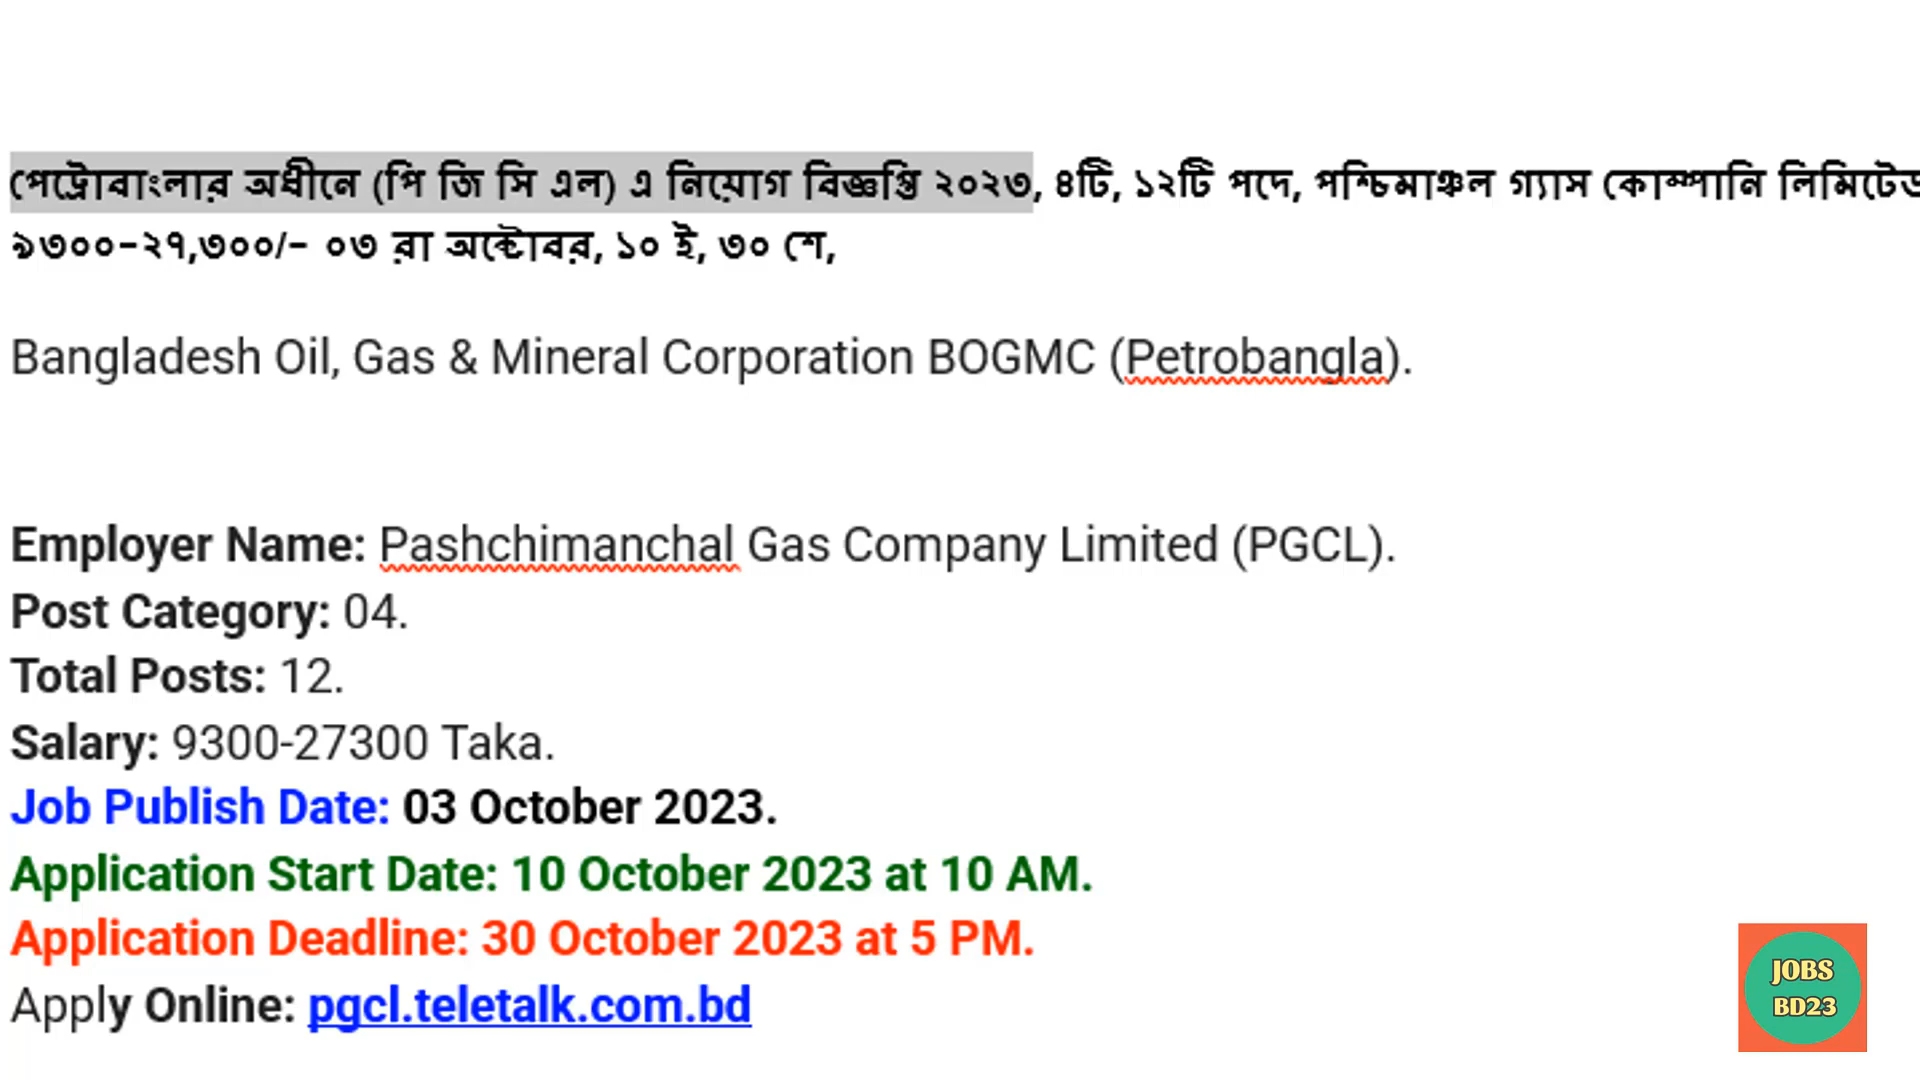 পেট্রোবাংলার অধীনে (পি জি সি এল) এ নিয়োগ বিজ্ঞপ্তি ২০২৩, ৪টি, ১২টি পদে, পশ্চিমাঞ্চল গ্যাস কোম্পানি লিমিটেড
৯৩০০-২৭,৩০০/- ০৩ রা অক্টোবর, ১০ ই, ৩০ শে,
Bangladesh Oil, Gas & Mineral Corporation BOGMC (Petrobangla).
Employer Name: Pashchimanchal Gas Company Limited (PGCL).
Post Category: 04.
Total Posts: 12.
Salary: 9300-27300 Taka.
Job Publish Date: 03 October 2023.
Application Start Date: 10 October 2023 at 10 AM.
Application Deadline: 30 October 2023 at 5 PM.
Apply Online: pgcl.teletalk.com.bd
JOBS
BD23